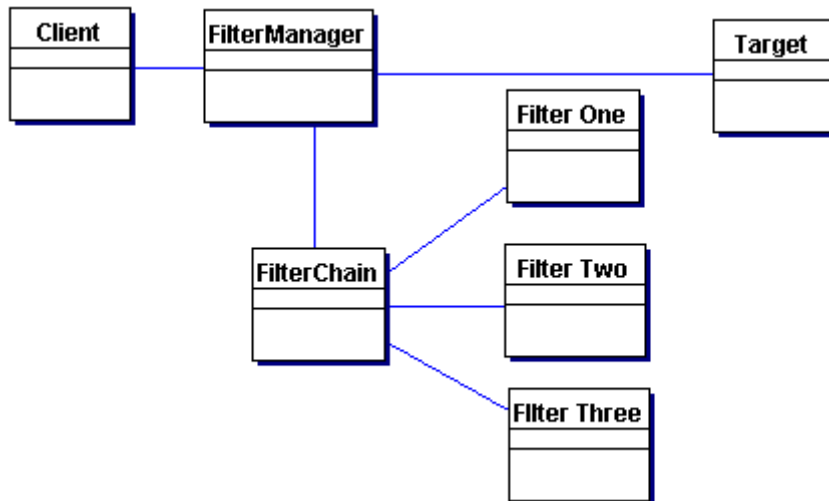 Client
FilterManager
Target
Filter One
FilterChain
Filter Two
FIlter Three